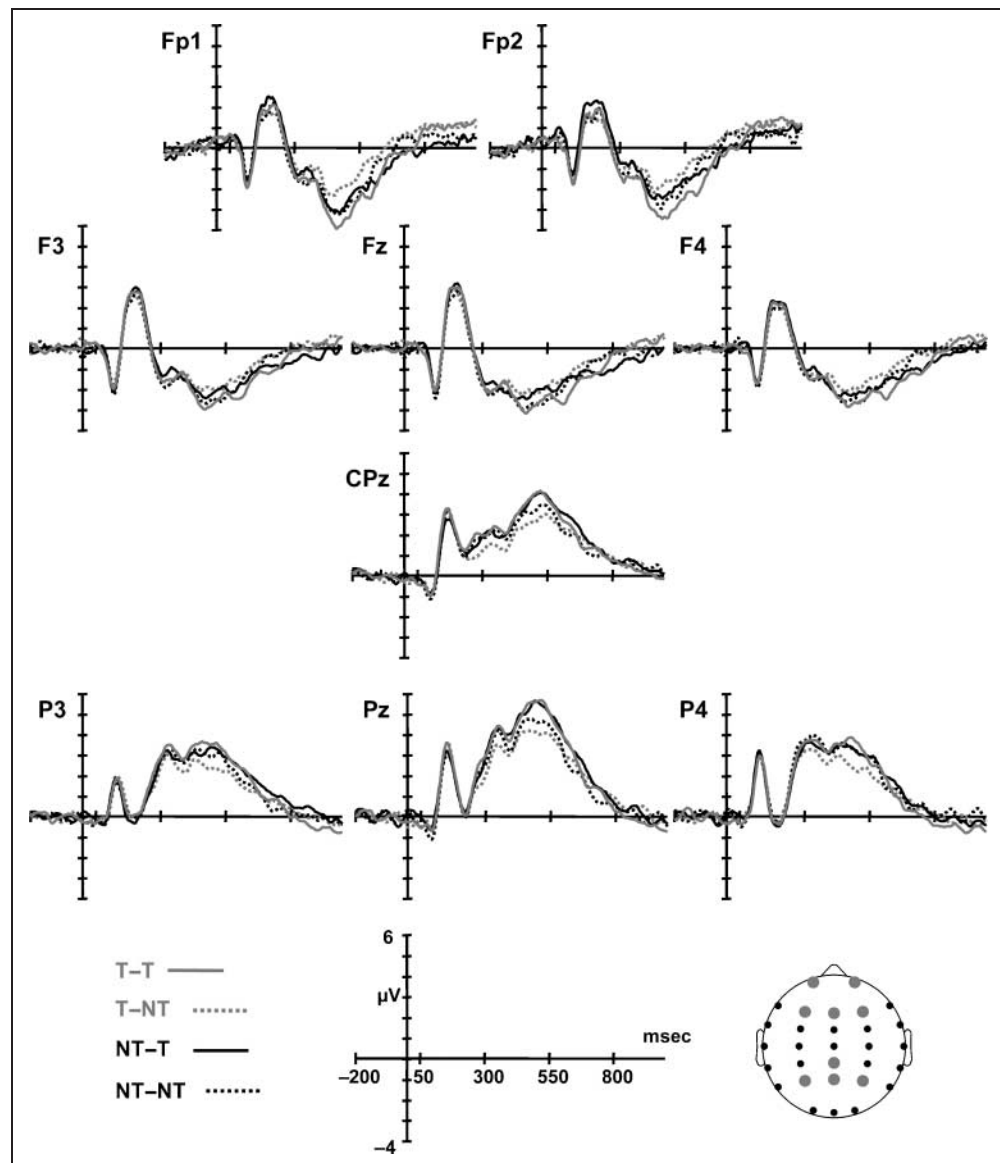 Fp1
Fp2
F3
Fz
F4
CPz
P3
Pz
P4
6
μV
msec
-200
50
300
550
800
-4
T–T
T–NT
NT–T
NT–NT